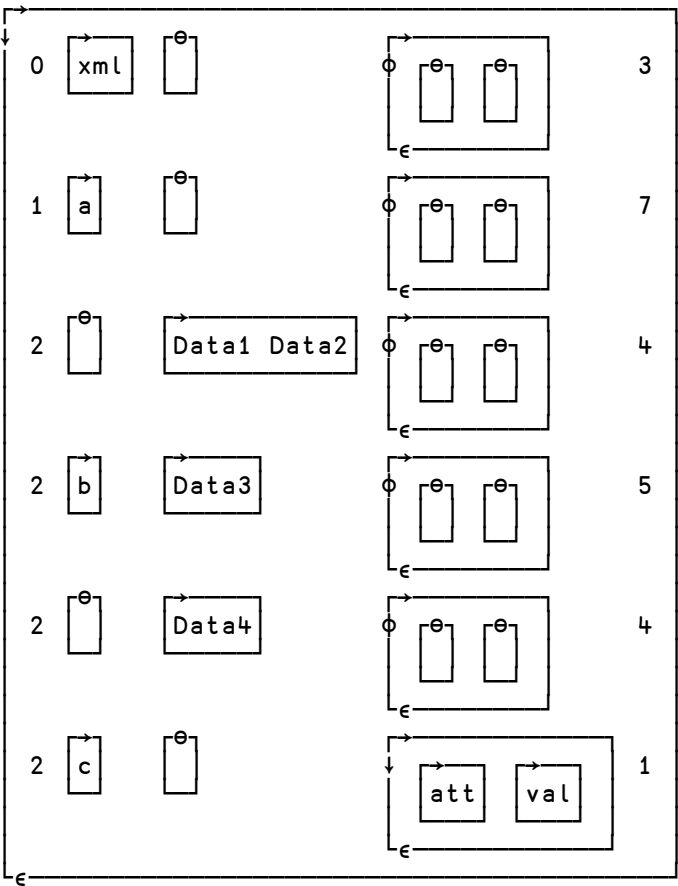 0 xml 3
1 a 7
2 Data1 Data2 4
2 b Data3 5
2 Data4 4
2 c att val 1